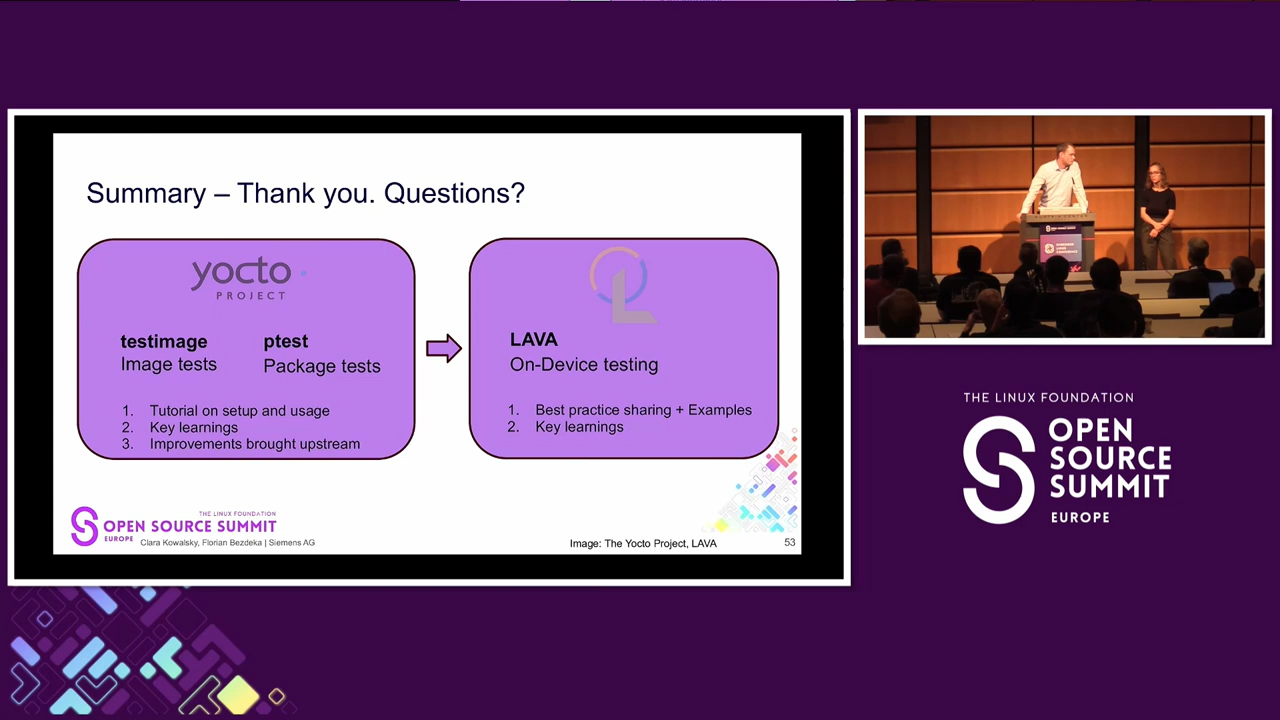 Summary – Thank you. Questions?
yocto
PROJECT
testimage
Image tests
ptest
Package tests
1. Tutorial on setup and usage
2. Key learnings
3. Improvements brought upstream
LAVA
On-Device testing
1. Best practice sharing + Examples
2. Key learnings
THE LINUX FOUNDATION
OPEN SOURCE SUMMIT
EUROPE
Clara Kowalsky, Florian Bezdeka | Siemens AG
Image: The Yocto Project, LAVA
53
THE LINUX FOUNDATION
OPEN
SOURCE
SUMMIT
EUROPE